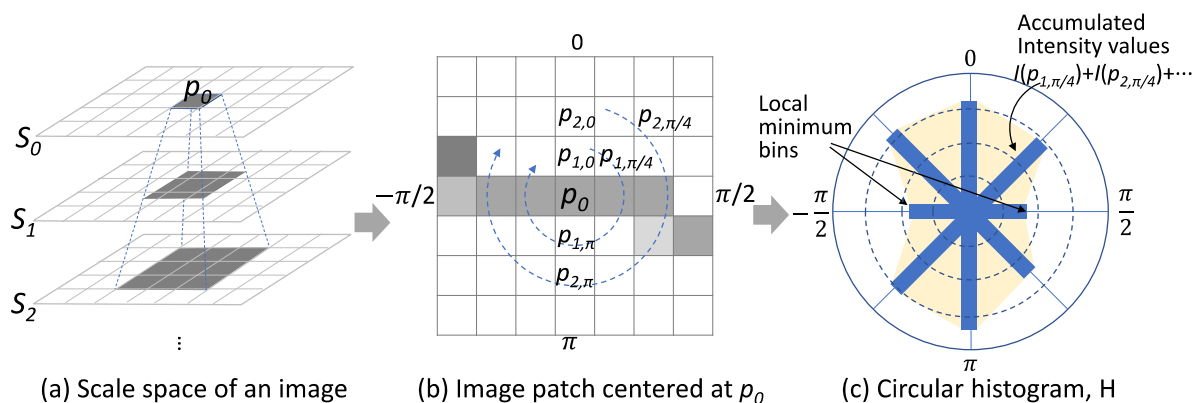 p0
S0
S1
S2
...
(a) Scale space of an image
0
p2,0
p2,π/4
p1,0
p1,π/4
−π/2
p0
π/2
p1,π
p2,π
π
(b) Image patch centered at p0
Accumulated
Intensity values
I(p1,π/4)+I(p2,π/4)+⋯
0
Local
minimum
bins
− π/2
π/2
π
(c) Circular histogram, H